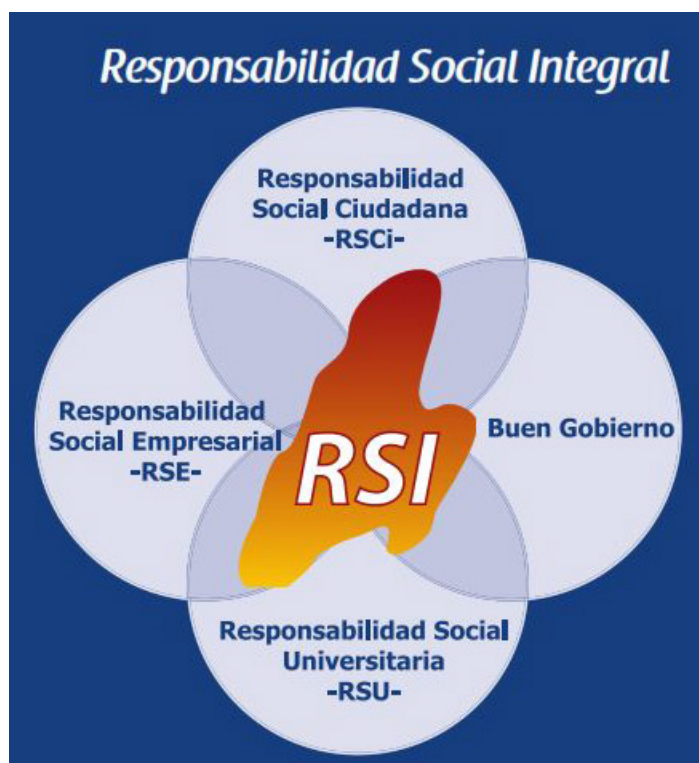 Responsabilidad Social Integral
Responsabilidad
Social Ciudadana
-RSCi-
Responsabilidad
Social Empresarial
-RSE-
RSI
Buen Gobierno
Responsabilidad Social
Universitaria
-RSU-